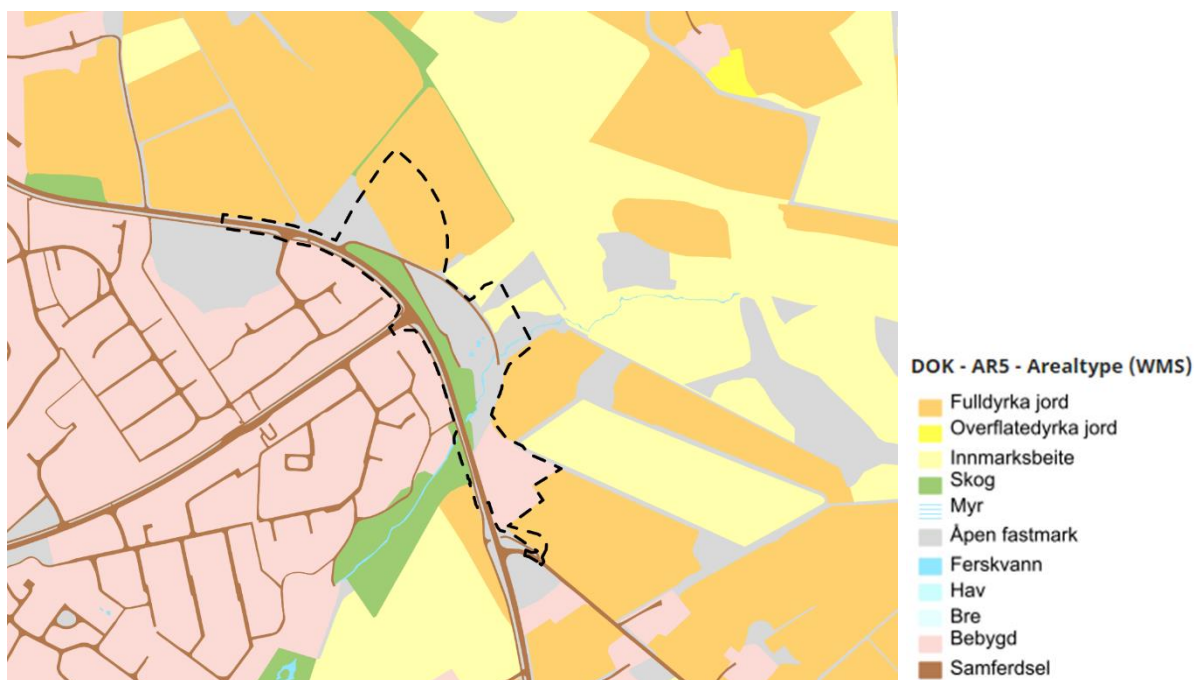 DOK - AR5 - Arealtype (WMS)
Fulldyrka jord
Overflatedyrka jord
Innmarksbeite
Skog
Myr
Åpen fastmark
Ferskvann
Hav
Bre
Bebygd
Samferdsel